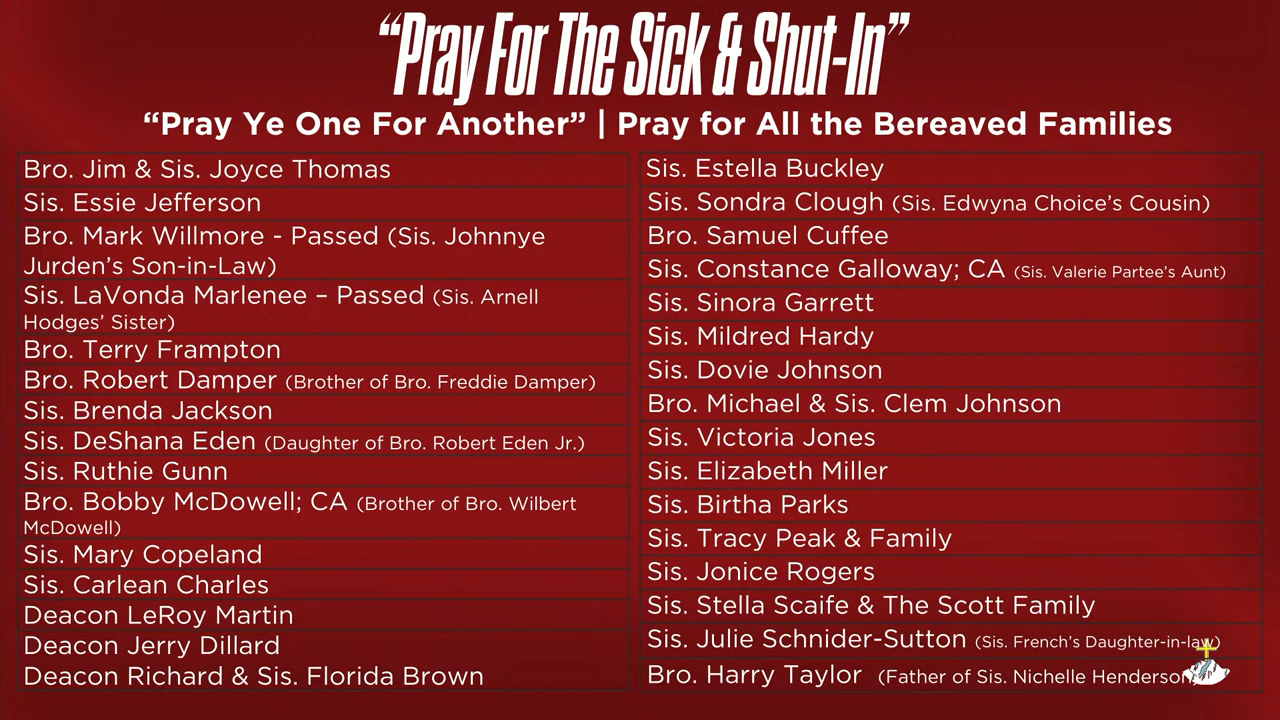 “Pray For The Sick & Shut-In”
“Pray Ye One For Another” | Pray for All the Bereaved Families
Bro. Jim & Sis. Joyce Thomas
Sis. Essie Jefferson
Bro. Mark Willmore - Passed (Sis. Johnnye
Jurden’s Son-in-Law)
Sis. LaVonda Marlenee – Passed (Sis. Arnell
Hodges’ Sister)
Bro. Terry Frampton
Bro. Robert Damper (Brother of Bro. Freddie Damper)
Sis. Brenda Jackson
Sis. DeShana Eden (Daughter of Bro. Robert Eden Jr.)
Sis. Ruthie Gunn
Bro. Bobby McDowell; CA (Brother of Bro. Wilbert
McDowell)
Sis. Mary Copeland
Sis. Carlean Charles
Deacon LeRoy Martin
Deacon Jerry Dillard
Deacon Richard & Sis. Florida Brown
Sis. Estella Buckley
Sis. Sondra Clough (Sis. Edwyna Choice’s Cousin)
Bro. Samuel Cuffee
Sis. Constance Galloway; CA (Sis. Valerie Partee’s Aunt)
Sis. Sinora Garrett
Sis. Mildred Hardy
Sis. Dovie Johnson
Bro. Michael & Sis. Clem Johnson
Sis. Victoria Jones
Sis. Elizabeth Miller
Sis. Birtha Parks
Sis. Tracy Peak & Family
Sis. Jonice Rogers
Sis. Stella Scaife & The Scott Family
Sis. Julie Schnider-Sutton (Sis. French’s Daughter-in-law)
Bro. Harry Taylor (Father of Sis. Nichelle Henderson)